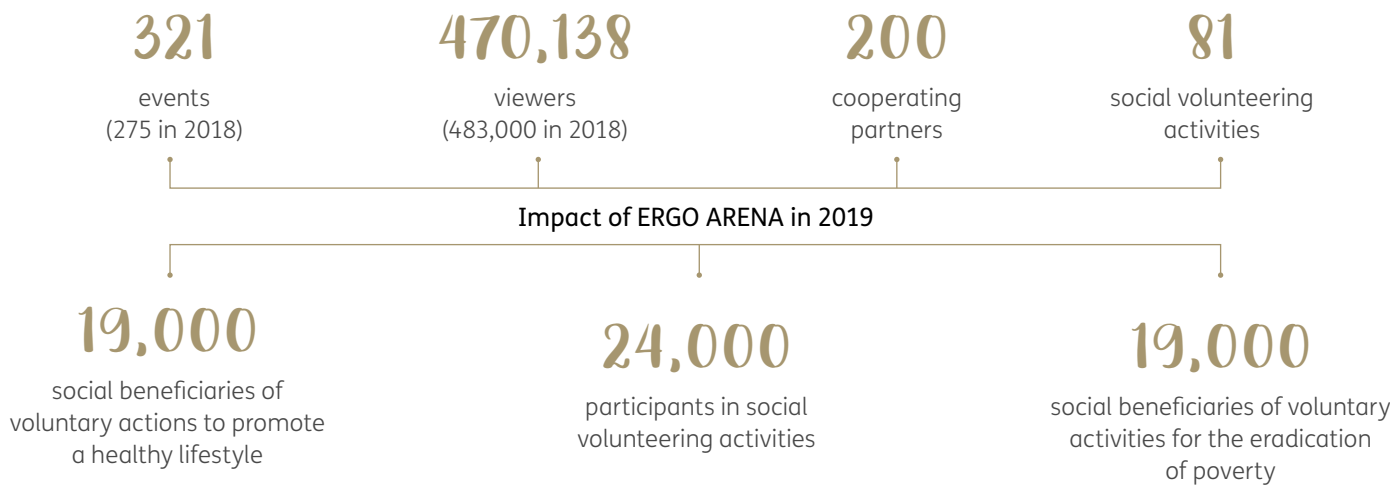 321
events
(275 in 2018)
470,138
viewers
(483,000 in 2018)
200
cooperating
partners
81
social volunteering
activities
Impact of ERGO ARENA in 2019
19,000
social beneficiaries of
voluntary actions to promote
a healthy lifestyle
24,000
participants in social
volunteering activities
19,000
social beneficiaries of voluntary
activities for the eradication
of poverty